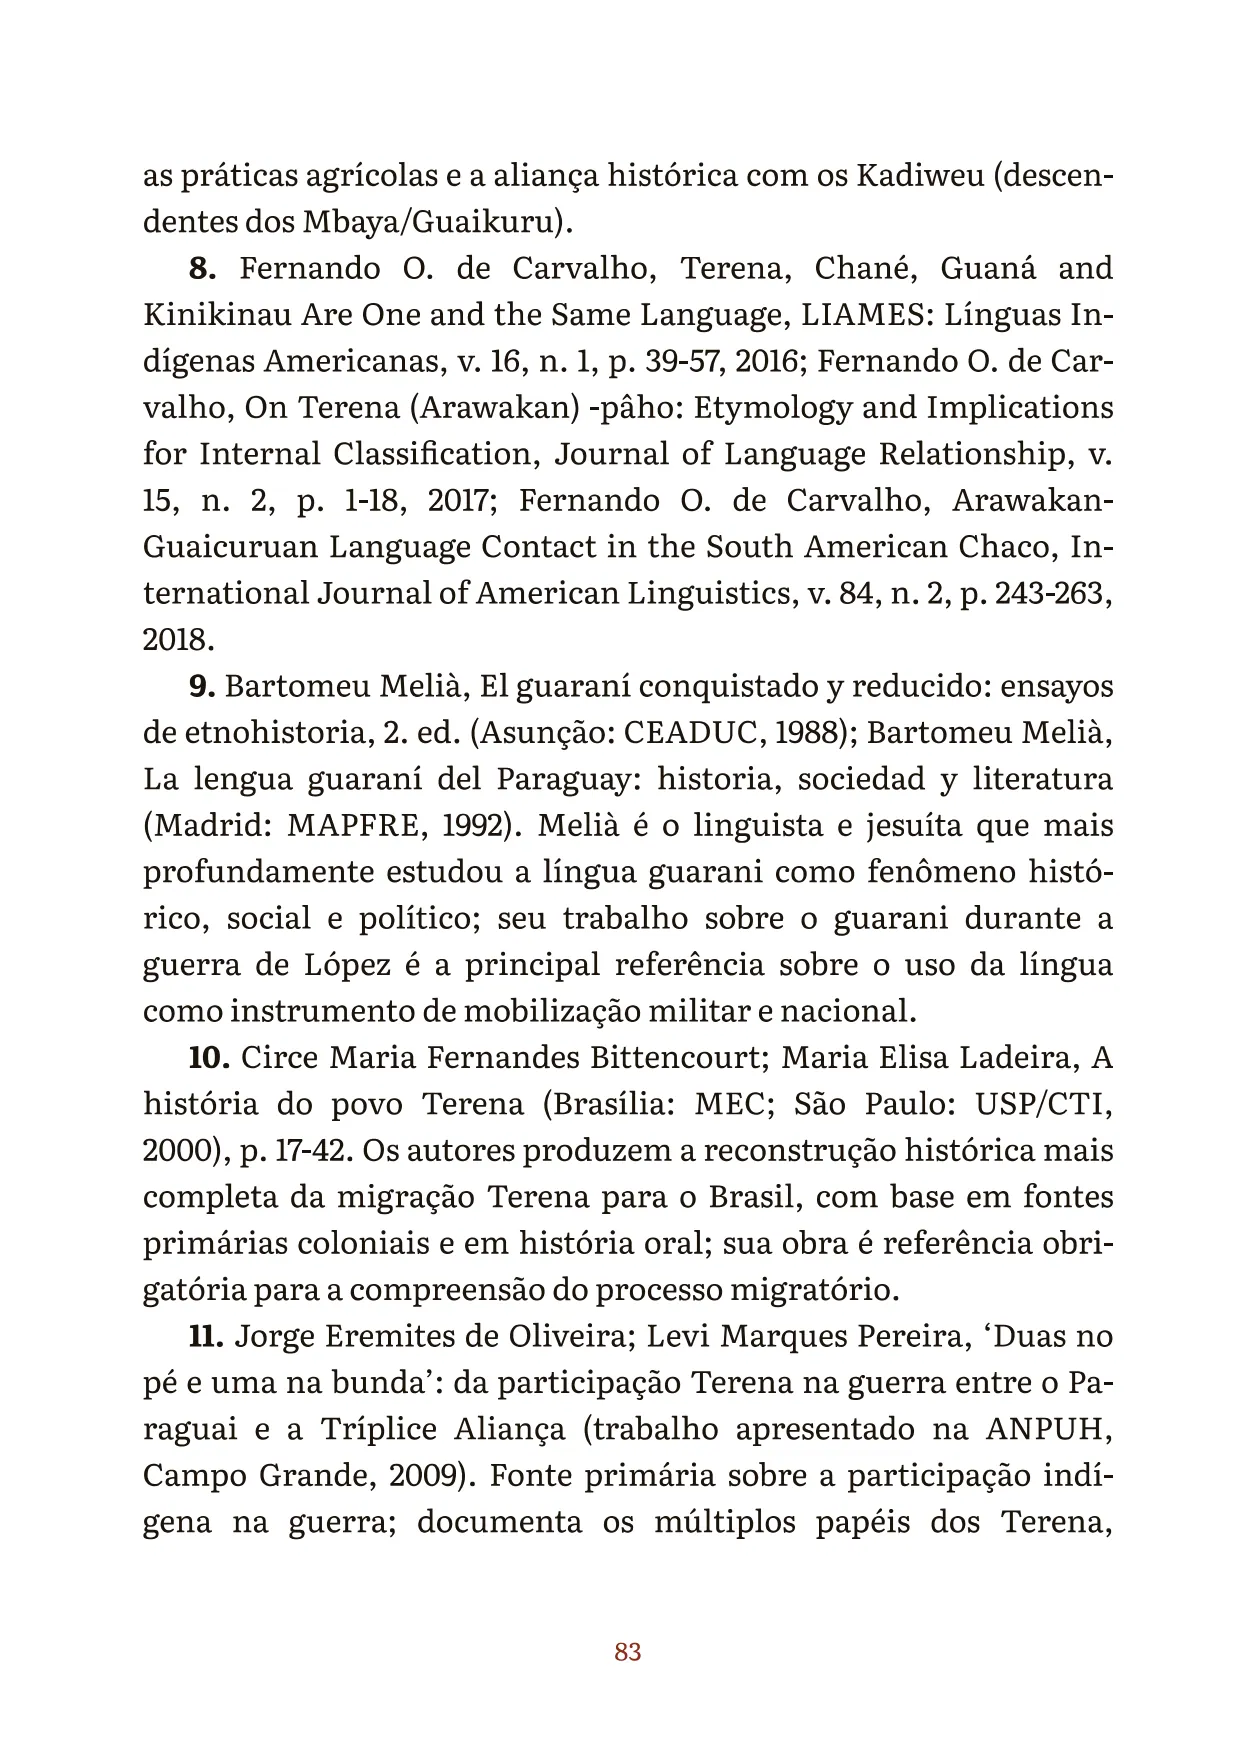 as práticas agrícolas e a aliança histórica com os Kadiweu (descen-
dentes dos Mbaya/Guaikuru).
8. Fernando O. de Carvalho, Terena, Chané, Guaná and
Kinikinau Are One and the Same Language, LIAMES: Línguas In-
dígenas Americanas, v. 16, n. 1, p. 39-57, 2016; Fernando O. de Car-
valho, On Terena (Arawakan) -pâho: Etymology and Implications
for Internal Classification, Journal of Language Relationship, v.
15, n. 2, p. 1-18, 2017; Fernando O. de Carvalho, Arawakan-
Guaicuruan Language Contact in the South American Chaco, In-
ternational Journal of American Linguistics, v. 84, n. 2, p. 243-263,
2018.
9. Bartomeu Melià, El guaraní conquistado y reducido: ensayos
de etnohistoria, 2. ed. (Asunção: CEADUC, 1988); Bartomeu Melià,
La lengua guaraní del Paraguay: historia, sociedad y literatura
(Madrid: MAPFRE, 1992). Melià é o linguista e jesuíta que mais
profundamente estudou a língua guarani como fenômeno histó-
rico, social e político; seu trabalho sobre o guarani durante a
guerra de López é a principal referência sobre o uso da língua
como instrumento de mobilização militar e nacional.
10. Circe Maria Fernandes Bittencourt; Maria Elisa Ladeira, A
história do povo Terena (Brasília: MEC; São Paulo: USP/CTI,
2000), p. 17-42. Os autores produzem a reconstrução histórica mais
completa da migração Terena para o Brasil, com base em fontes
primárias coloniais e em história oral; sua obra é referência obri-
gatória para a compreensão do processo migratório.
11. Jorge Eremites de Oliveira; Levi Marques Pereira, ‘Duas no
pé e uma na bunda’: da participação Terena na guerra entre o Pa-
raguai e a Tríplice Aliança (trabalho apresentado na ANPUH,
Campo Grande, 2009). Fonte primária sobre a participação indí-
gena na guerra; documenta os múltiplos papéis dos Terena,
83